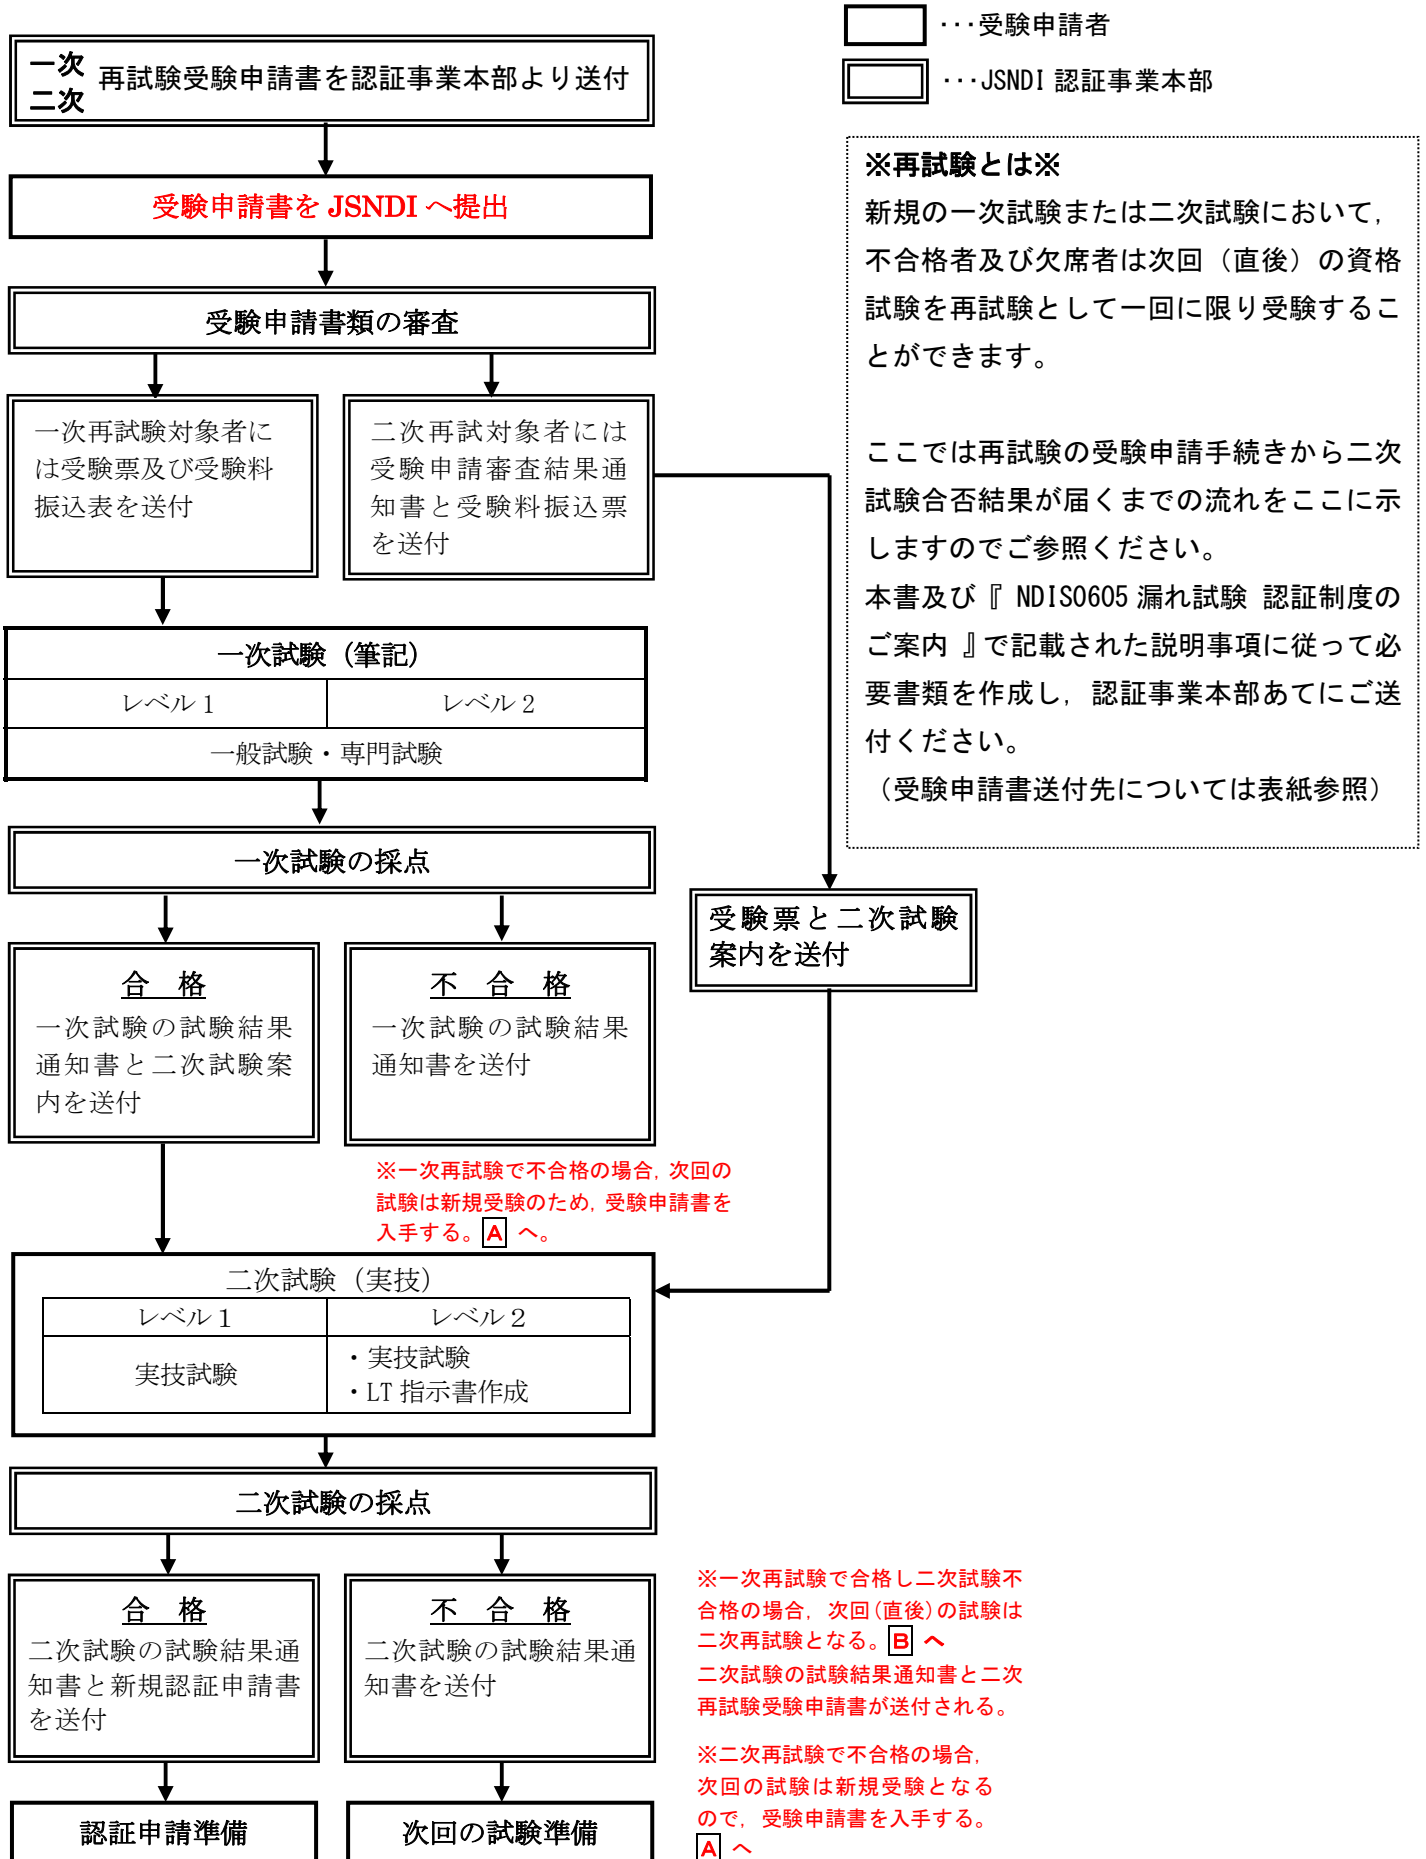 ･･･受験申請者
･･･JSNDI 認証事業本部
一次
二次
再試験受験申請書を認証事業本部より送付
受験申請書を JSNDI へ提出
受験申請書類の審査
一次再試験対象者に
は受験票及び受験料
振込表を送付
二次再試対象者には
受験申請審査結果通
知書と受験料振込票
を送付
※再試験とは※
新規の一次試験または二次試験において,
不合格者及び欠席者は次回（直後）の資格
試験を再試験として一回に限り受験するこ
とができます。
ここでは再試験の受験申請手続きから二次
試験合否結果が届くまでの流れをここに示
しますのでご参照ください。
本書及び『 NDIS0605 漏れ試験 認証制度の
ご案内 』で記載された説明事項に従って必
要書類を作成し, 認証事業本部あてにご送
付ください。
（受験申請書送付先については表紙参照）
一次試験（筆記）
レベル 1
レベル 2
一般試験・専門試験
一次試験の採点
合　格
一次試験の試験結果
通知書と二次試験案
内を送付
不　合　格
一次試験の試験結果
通知書を送付
受験票と二次試験
案内を送付
※一次再試験で不合格の場合, 次回の
試験は新規受験のため, 受験申請書を
入手する。A へ。
二次試験（実技）
レベル 1
レベル 2
実技試験
・実技試験
・LT 指示書作成
二次試験の採点
合　格
二次試験の試験結果通
知書と新規認証申請書
を送付
不　合　格
二次試験の試験結果通
知書を送付
※一次再試験で合格し二次試験不
合格の場合, 次回(直後)の試験は
二次再試験となる。B へ
二次試験の試験結果通知書と二次
再試験受験申請書が送付される。
※二次再試験で不合格の場合,
次回の試験は新規受験となる
ので, 受験申請書を入手する。
A へ
認証申請準備
次回の試験準備